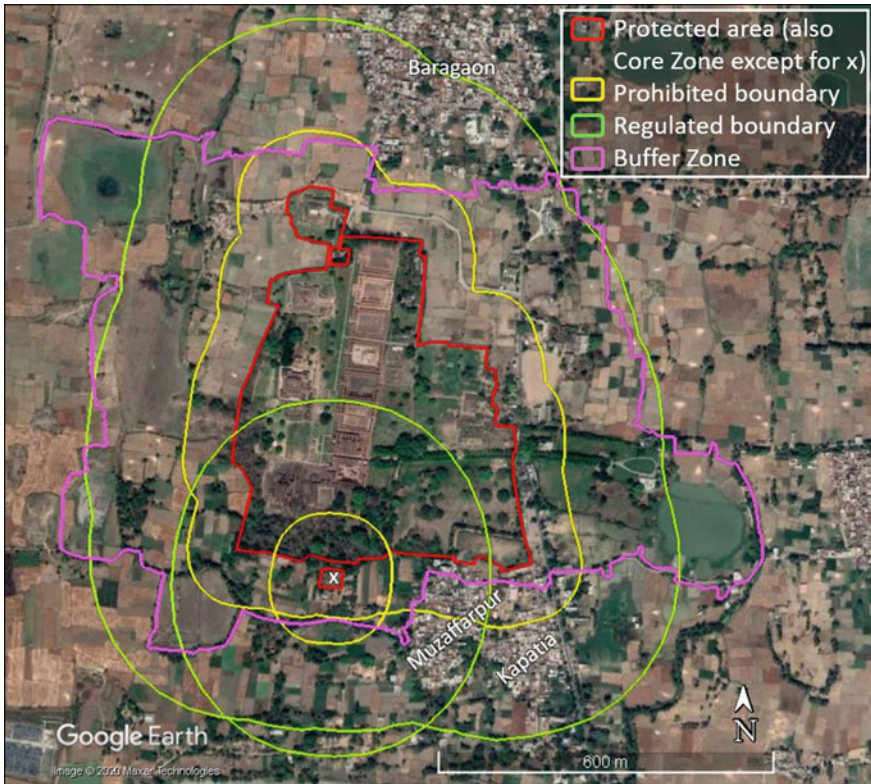 Protected area (also
Core Zone except for x)
Prohibited boundary
Regulated boundary
Buffer Zone
Baragaon
x
Muzaffarpur
Kapatia
Google Earth
Image © 2020 Maxar Technologies
600 m
N